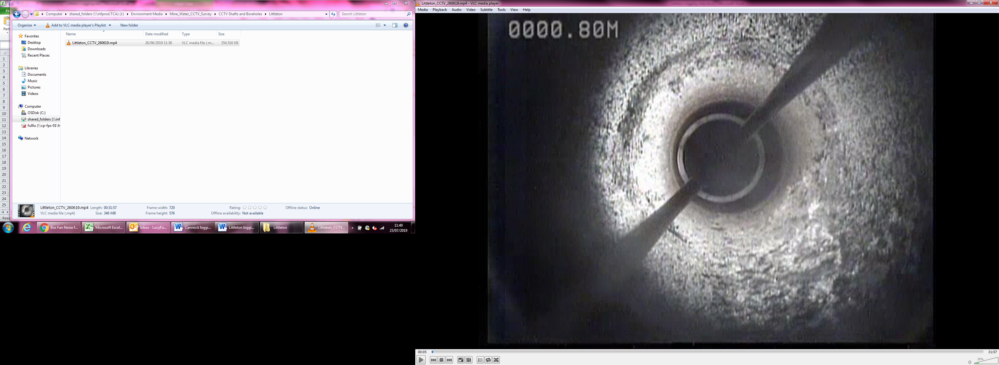 Computer ▸ shared_folders (\\infprod.TCA) (J:) ▸ Environment Media ▸ Mine_Water_CCTV_Survey ▸ CCTV Shafts and Boreholes ▸ Littleton
Search Littleton
Organize Add to VLC media player's Playlist New folder
Name Date modified Type Size
Littleton_CCTV_260619.mp4 26/06/2019 11:36 VLC media file (.m... 354,516 KB
Favorites
Desktop
Downloads
Recent Places
Libraries
Documents
Music
Pictures
Videos
Computer
OSDisk (C:)
shared_folders (\\inf
fulllu (\\cp-fps-01\h
Network
Fil
Past
1
2
3
4
5
6
7
8
9
10
11
12
13
14
15
16
17
18
19
20
21
22
23
24
25
Read
Littleton_CCTV_260619.mp4 Length: 00:31:57 Frame width: 720 Rating: Offline status: Online
VLC media file (.mp4) Size: 346 MB Frame height: 576 Offline availability: Not available
Box Fan Noise f... Microsoft Excel... Inbox - LucyFu... Cannock loggi... Littleton loggi... Littleton Littleton_CCTV...
11:40
23/07/2019
Littleton_CCTV_260619.mp4 - VLC media player
Media Playback Audio Video Subtitle Tools View Help
0000.80M
00:05 31:57
25%